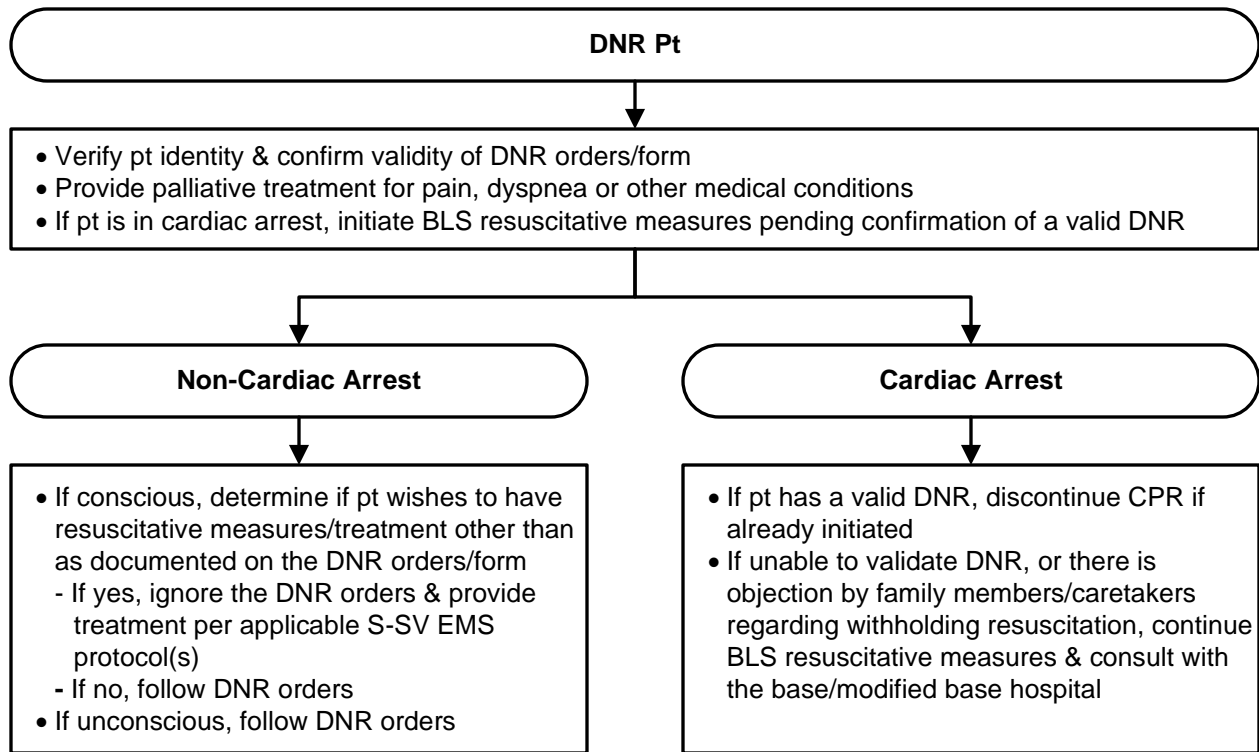 DNR Pt
• Verify pt identity & confirm validity of DNR orders/form
• Provide palliative treatment for pain, dyspnea or other medical conditions
• If pt is in cardiac arrest, initiate BLS resuscitative measures pending confirmation of a valid DNR
Non-Cardiac Arrest
• If conscious, determine if pt wishes to have
resuscitative measures/treatment other than
as documented on the DNR orders/form
- If yes, ignore the DNR orders & provide
treatment per applicable S-SV EMS
protocol(s)
- If no, follow DNR orders
• If unconscious, follow DNR orders
Cardiac Arrest
• If pt has a valid DNR, discontinue CPR if
already initiated
• If unable to validate DNR, or there is
objection by family members/caretakers
regarding withholding resuscitation, continue
BLS resuscitative measures & consult with
the base/modified base hospital